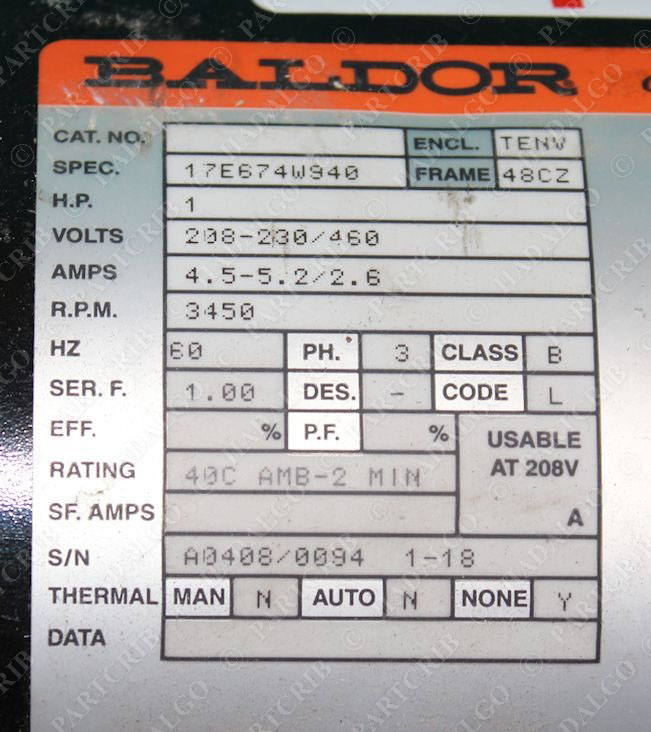 BALDOR
CAT. NO. ENCL. TENV
SPEC. 17E674W940 FRAME 48CZ
H.P. 1
VOLTS 208-230/460
AMPS 4.5-5.2/2.6
R.P.M. 3450
HZ 60 PH. 3 CLASS B
SER. F. 1.00 DES. - CODE L
EFF. % P.F. % USABLE
RATING 40C AMB-2 MIN AT 208V
SF. AMPS A
S/N A0408/0094 1-18
THERMAL MAN N AUTO N NONE Y
DATA
© PARTCRIB © HADALGO